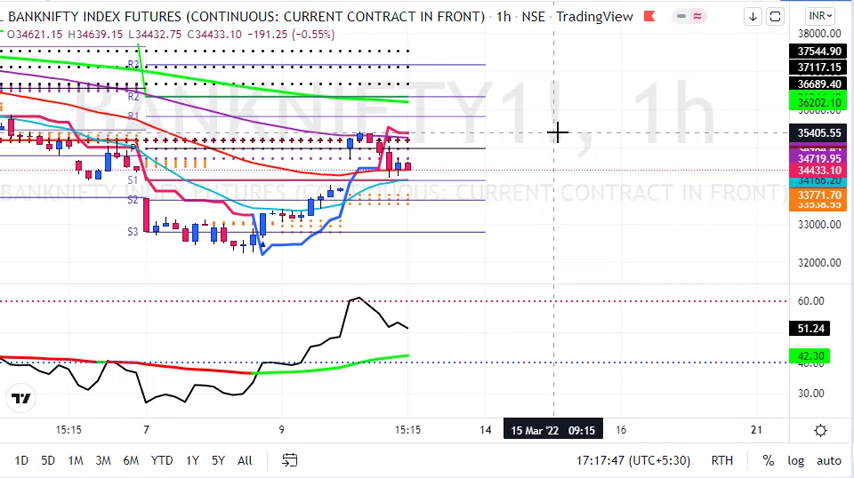 BANKNIFTY INDEX FUTURES (CONTINUOUS: CURRENT CONTRACT IN FRONT) · 1h · NSE · TradingView
INR
O34621.15 H34639.15 L34432.75 C34433.10 −191.25 (−0.55%)
BANKNIFTY1!, 1h
BANKNIFTY INDEX FUTURES (CONTINUOUS: CURRENT CONTRACT IN FRONT)
38000.00
37544.90
37117.15
36689.40
36202.10
35405.55
34719.95
34433.10
34166.20
33771.70
33000.00
32000.00
R3
R2
R1
P
S1
S2
S3
60.00
51.24
42.30
40.00
30.00
15:15
7
9
15:15
14
15 Mar '22 09:15
16
21
1D 5D 1M 3M 6M YTD 1Y 5Y All
17:17:47 (UTC+5:30)
RTH
% log auto